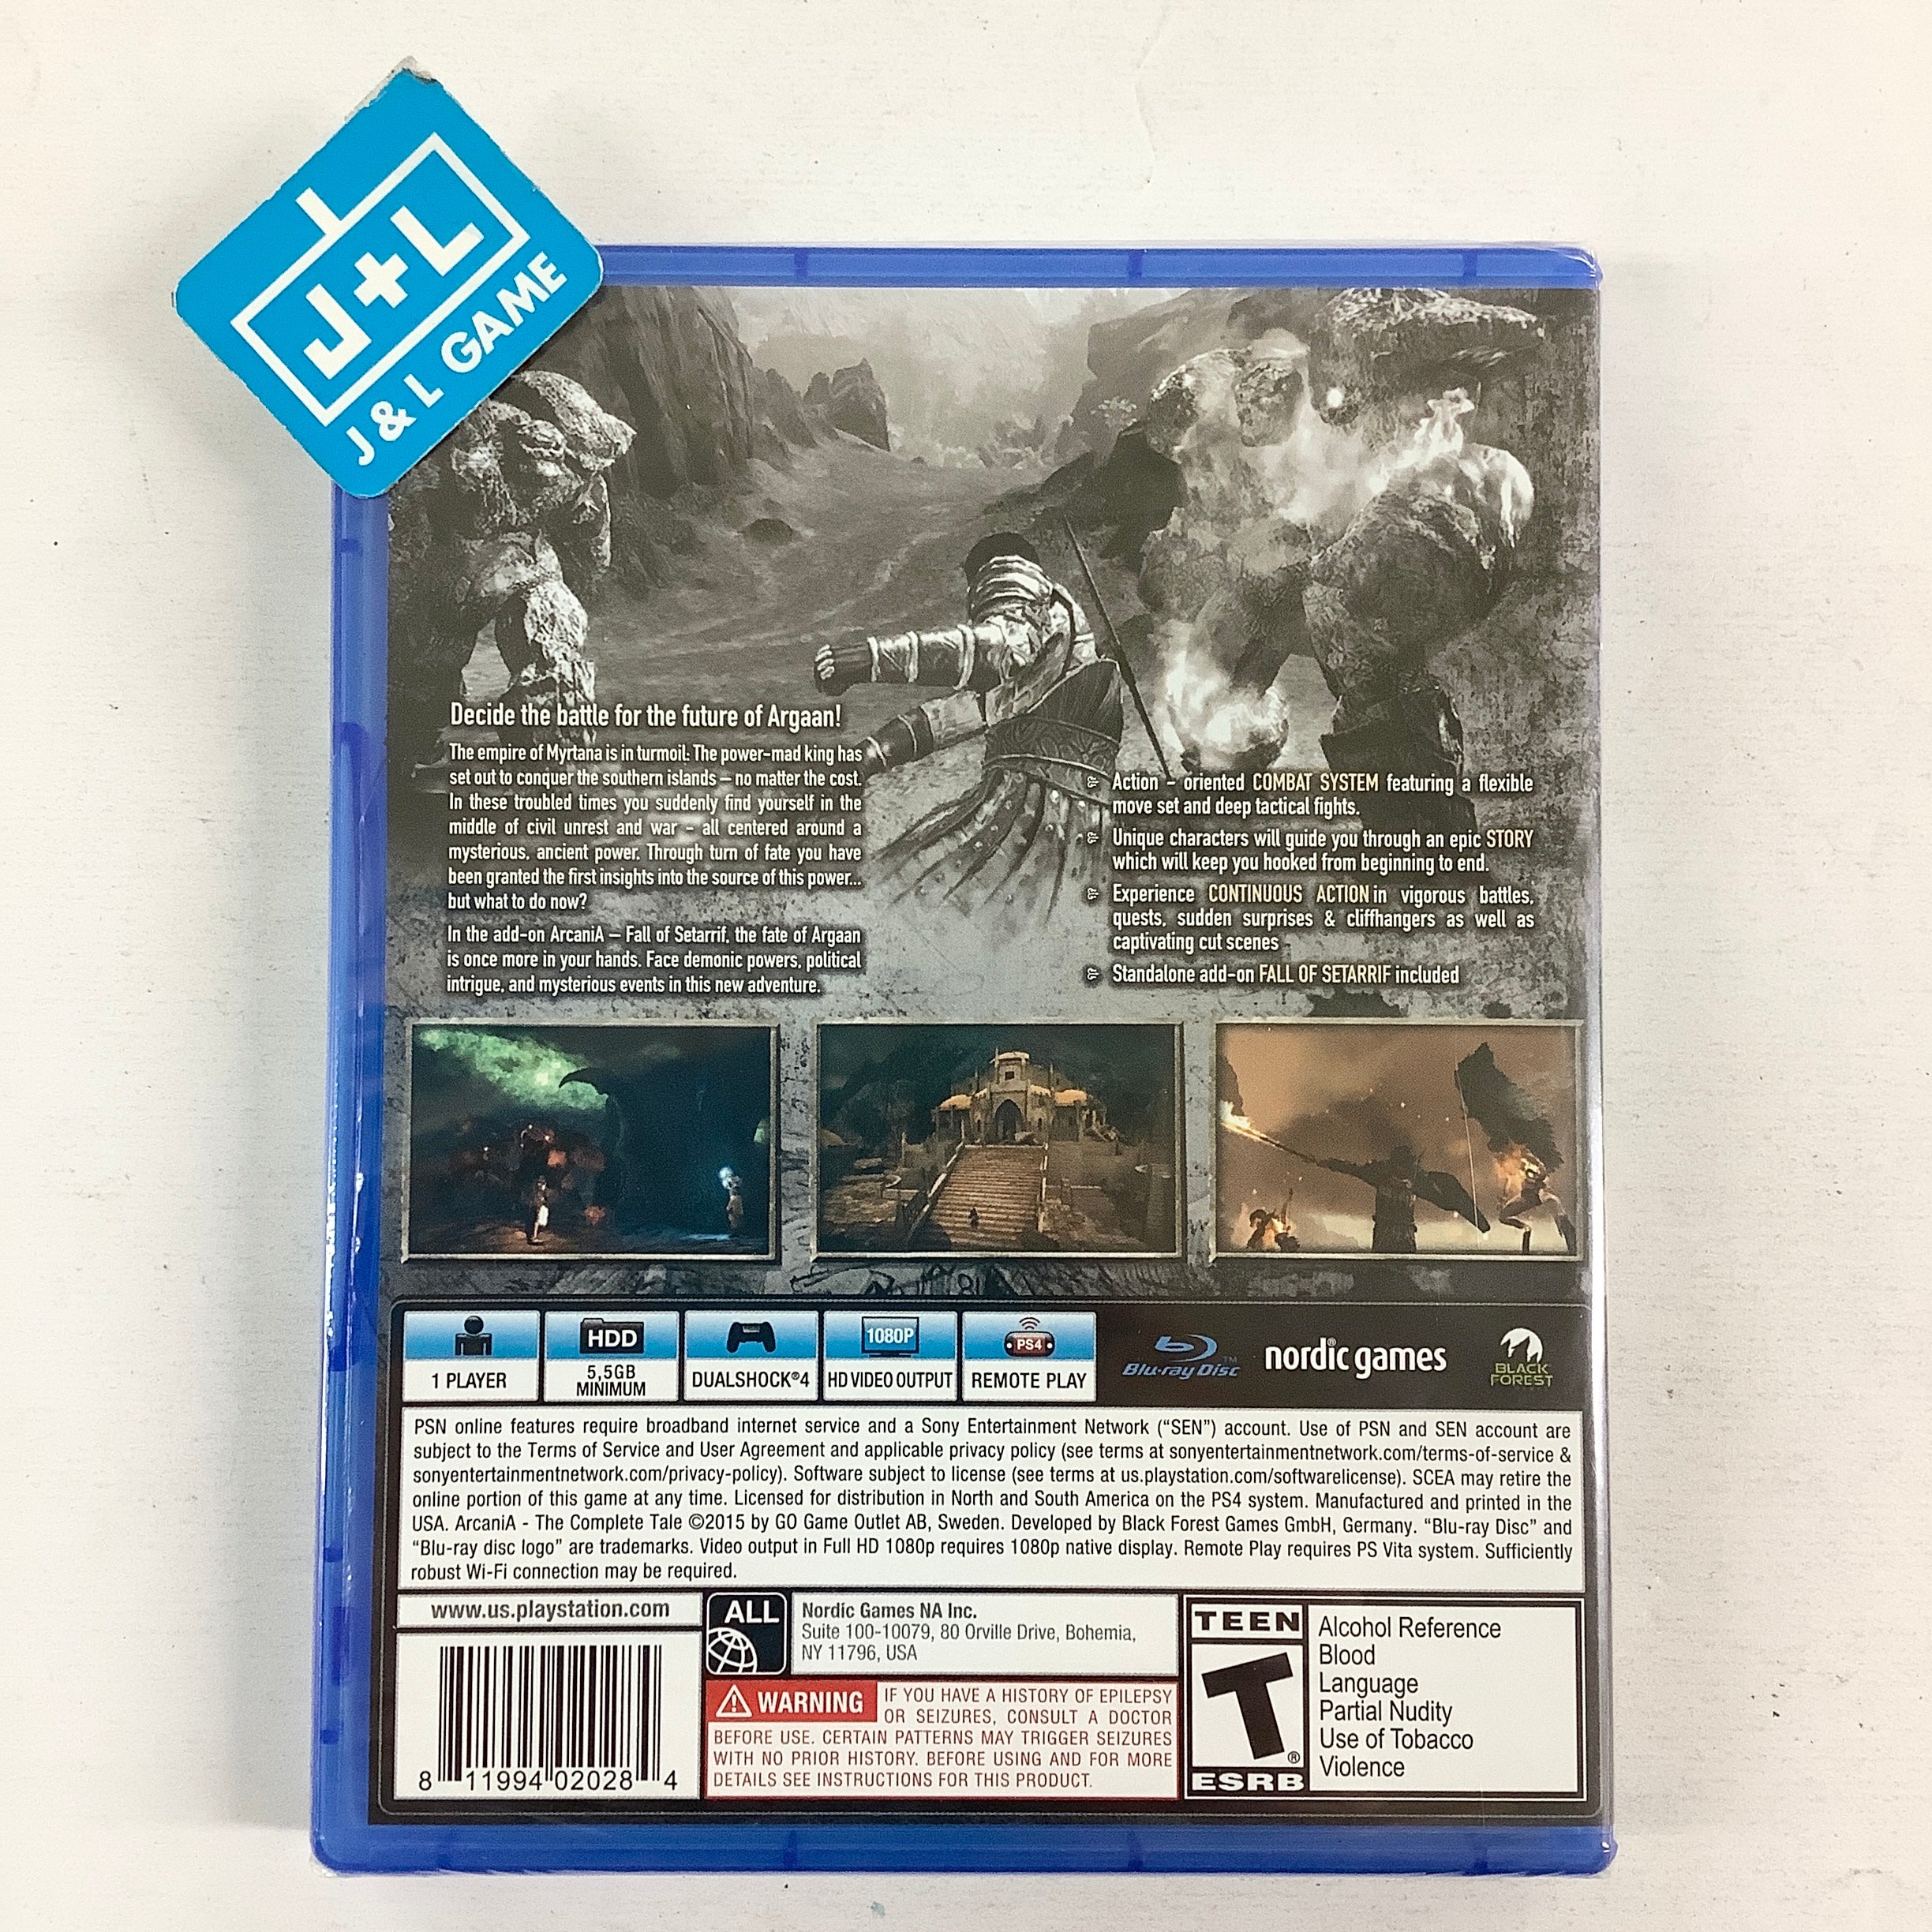 J+L
J & L GAME
Decide the battle for the future of Argaan!
The empire of Myrtana is in turmoil: The power-mad king has
set out to conquer the southern islands – no matter the cost.
In these troubled times you suddenly find yourself in the
middle of civil unrest and war – all centered around a
mysterious, ancient power. Through turn of fate you have
been granted the first insights into the source of this power...
but what to do now?
In the add-on ArcaniA – Fall of Setarrif, the fate of Argaan
is once more in your hands. Face demonic powers, political
intrigue, and mysterious events in this new adventure.
Action – oriented COMBAT SYSTEM featuring a flexible
move set and deep tactical fights.
Unique characters will guide you through an epic STORY
which will keep you hooked from beginning to end.
Experience CONTINUOUS ACTION in vigorous battles,
quests, sudden surprises & cliffhangers as well as
captivating cut scenes
Standalone add-on FALL OF SETARRIF included
1 PLAYER
HDD
5,5GB
MINIMUM
DUALSHOCK®4
1080P
HD VIDEO OUTPUT
PS4
REMOTE PLAY
Blu-ray Disc™
nordic® games
BLACK
FOREST
PSN online features require broadband internet service and a Sony Entertainment Network (“SEN”) account. Use of PSN and SEN account are
subject to the Terms of Service and User Agreement and applicable privacy policy (see terms at sonyentertainmentnetwork.com/terms-of-service &
sonyentertainmentnetwork.com/privacy-policy). Software subject to license (see terms at us.playstation.com/softwarelicense). SCEA may retire the
online portion of this game at any time. Licensed for distribution in North and South America on the PS4 system. Manufactured and printed in the
USA. ArcaniA - The Complete Tale ©2015 by GO Game Outlet AB, Sweden. Developed by Black Forest Games GmbH, Germany. “Blu-ray Disc” and
“Blu-ray disc logo” are trademarks. Video output in Full HD 1080p requires 1080p native display. Remote Play requires PS Vita system. Sufficiently
robust Wi-Fi connection may be required.
www.us.playstation.com
8 11994 02028 4
ALL
Nordic Games NA Inc.
Suite 100-10079, 80 Orville Drive, Bohemia,
NY 11796, USA
WARNING
IF YOU HAVE A HISTORY OF EPILEPSY
OR SEIZURES, CONSULT A DOCTOR
BEFORE USE. CERTAIN PATTERNS MAY TRIGGER SEIZURES
WITH NO PRIOR HISTORY. BEFORE USING AND FOR MORE
DETAILS SEE INSTRUCTIONS FOR THIS PRODUCT.
TEEN
T®
ESRB
Alcohol Reference
Blood
Language
Partial Nudity
Use of Tobacco
Violence